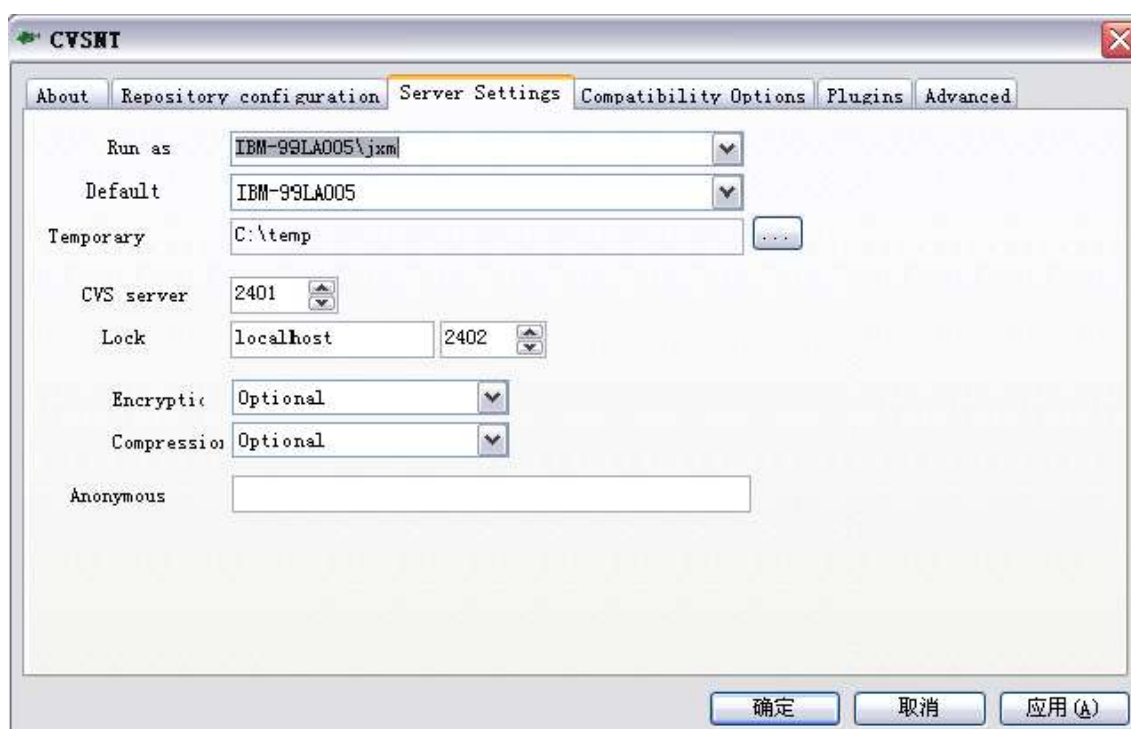 CVSNT
About Repository configuration Server Settings Compatibility Options Plugins Advanced
Run as IBM-99LA005\jxm
Default IBM-99LA005
Temporary C:\temp ...
CVS server 2401
Lock localhost 2402
Encryptic Optional
Compression Optional
Anonymous
确定 取消 应用(A)